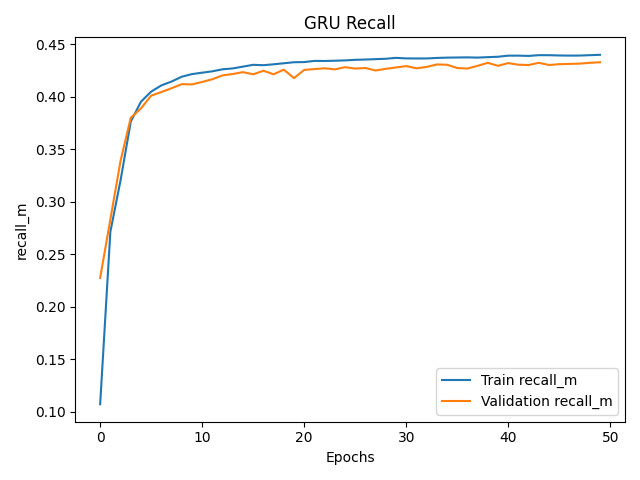 GRU Recall
recall_m
0.45
0.40
0.35
0.30
0.25
0.20
0.15
0.10
0 10 20 30 40 50
Epochs
Train recall_m
Validation recall_m